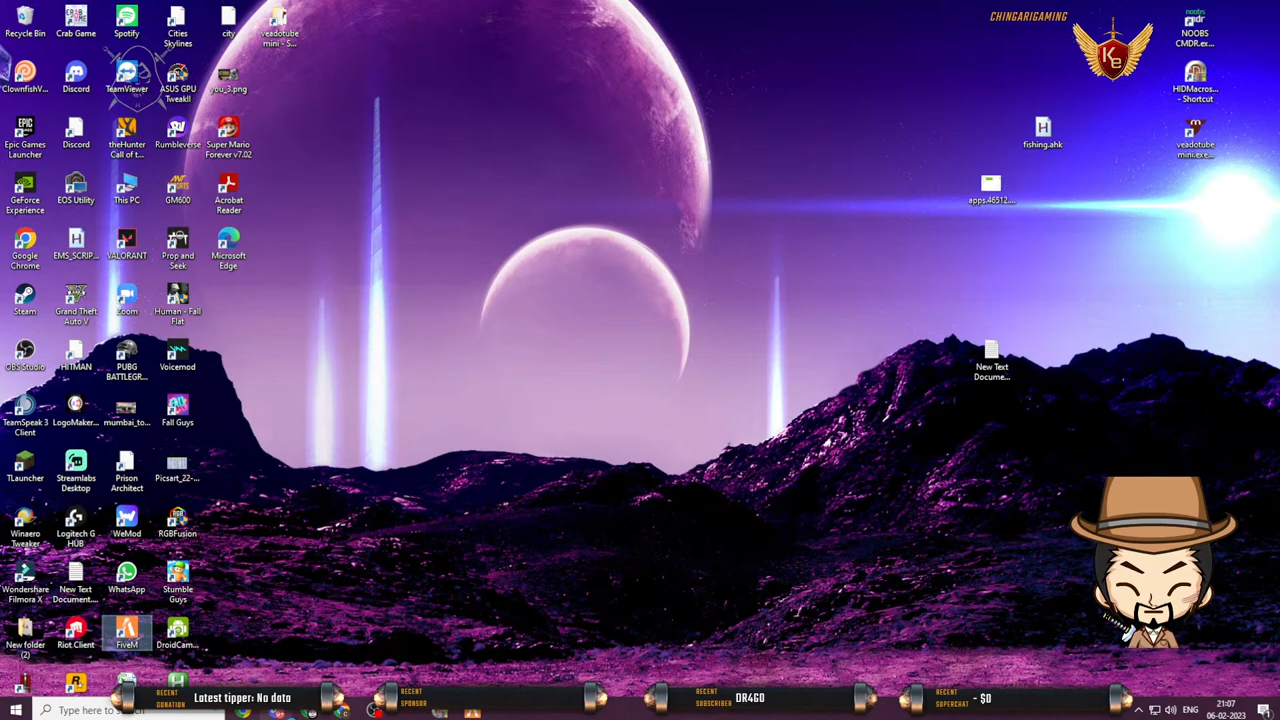 CHINGARIGAMING
Ke
Recycle Bin
Crab Game
Spotify
Cities
Skylines
city
veadotube
mini - S...
NOOBS
CMDR.exe...
ClownfishV...
Discord
TeamViewer
ASUS GPU
TweakII
you_3.png
HIDMacros...
- Shortcut
Epic Games
Launcher
Discord
theHunter
Call of t...
Rumbleverse
Super Mario
Forever v7.02
fishing.ahk
veadotube
mini.exe...
GeForce
Experience
EOS Utility
This PC
GM600
Acrobat
Reader
apps.46512....
Google
Chrome
EMS_SCRIP...
VALORANT
Prop and
Seek
Microsoft
Edge
Steam
Grand Theft
Auto V
Zoom
Human - Fall
Flat
OBS Studio
HITMAN
PUBG
BATTLEGR...
Voicemod
New Text
Docume...
TeamSpeak 3
Client
LogoMaker...
mumbai_to...
Fall Guys
TLauncher
Streamlabs
Desktop
Prison
Architect
Picsart_22-...
Winaero
Tweaker
Logitech G
HUB
WeMod
RGBFusion
Wondershare
Filmora X
New Text
Document....
WhatsApp
Stumble
Guys
New folder
(2)
Riot Client
FiveM
DroidCam...
RECENT
DONATION
Latest tipper: No data
RECENT
SPONSOR
RECENT
SUBSCRIBER
DR4GO
RECENT
SUPERCHAT
- $0
Type here to
ENG
21:07
06-02-2023